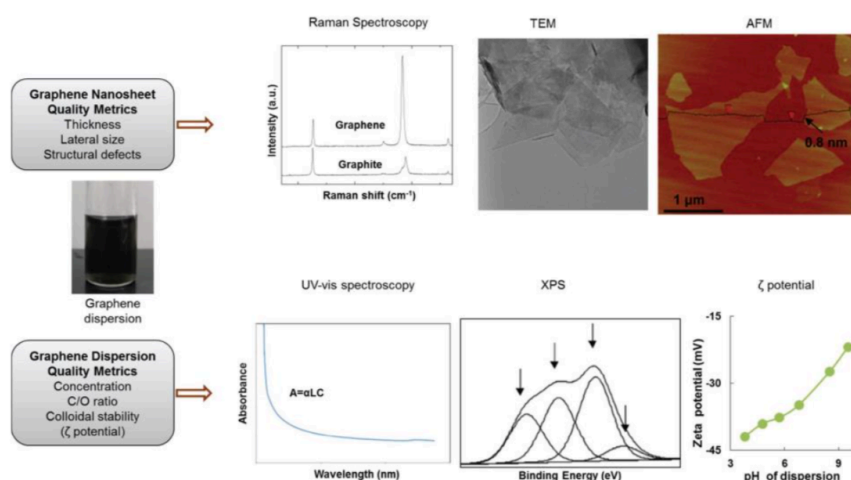 Raman Spectroscopy
TEM
AFM
Graphene Nanosheet
Quality Metrics
Thickness
Lateral size
Structural defects
Intensity (a.u.)
Graphene
Graphite
Raman shift (cm⁻¹)
0.8 nm
1 µm
Graphene
dispersion
UV-vis spectroscopy
XPS
ζ potential
Graphene Dispersion
Quality Metrics
Concentration
C/O ratio
Colloidal stability
(ζ potential)
Absorbance
A=αLC
Wavelength (nm)
Binding Energy (eV)
Zeta potential (mV)
-15
-30
-45
3 5 7 9
pH of dispersion